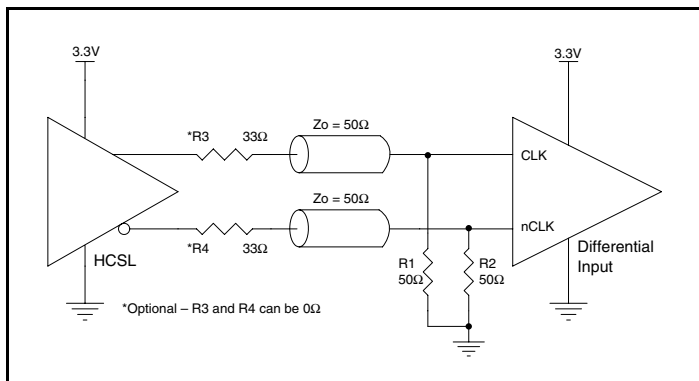 3.3V
3.3V
*R3 33Ω
Zo = 50Ω
CLK
Zo = 50Ω
*R4 33Ω
nCLK
HCSL
R1
50Ω
R2
50Ω
Differential
Input
*Optional – R3 and R4 can be 0Ω